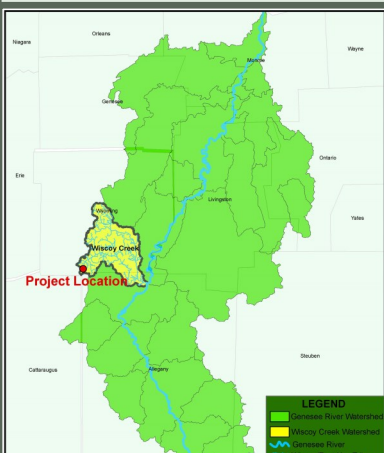 Orleans
Niagara
Wayne
Monroe
Genesee
Ontario
Erie
Livingston
Wyoming
Yates
Wiscoy Creek
Project Location
Steuben
Cattaraugus
Allegany
LEGEND
Genesee River Watershed
Wiscoy Creek Watershed
Genesee River